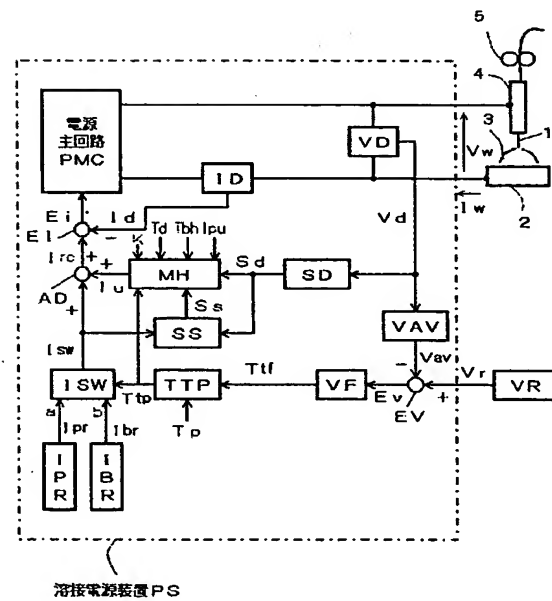 5
4
電源
主回路
PMC
VD
3
1
Vw
ID
2
Ei
Id
Vd
Iw
EI
−
K
Td
Tbh
Ipu
Irc
+
+
MH
Sd
SD
AD
Iu
+
Ss
SS
VAV
Isw
−
Vav
ISW
Ttp
TTP
Ttf
VF
Ev
+
Vr
VR
EV
a
b
Ipr
Ibr
Tp
IPR
IBR
溶接電源装置PS